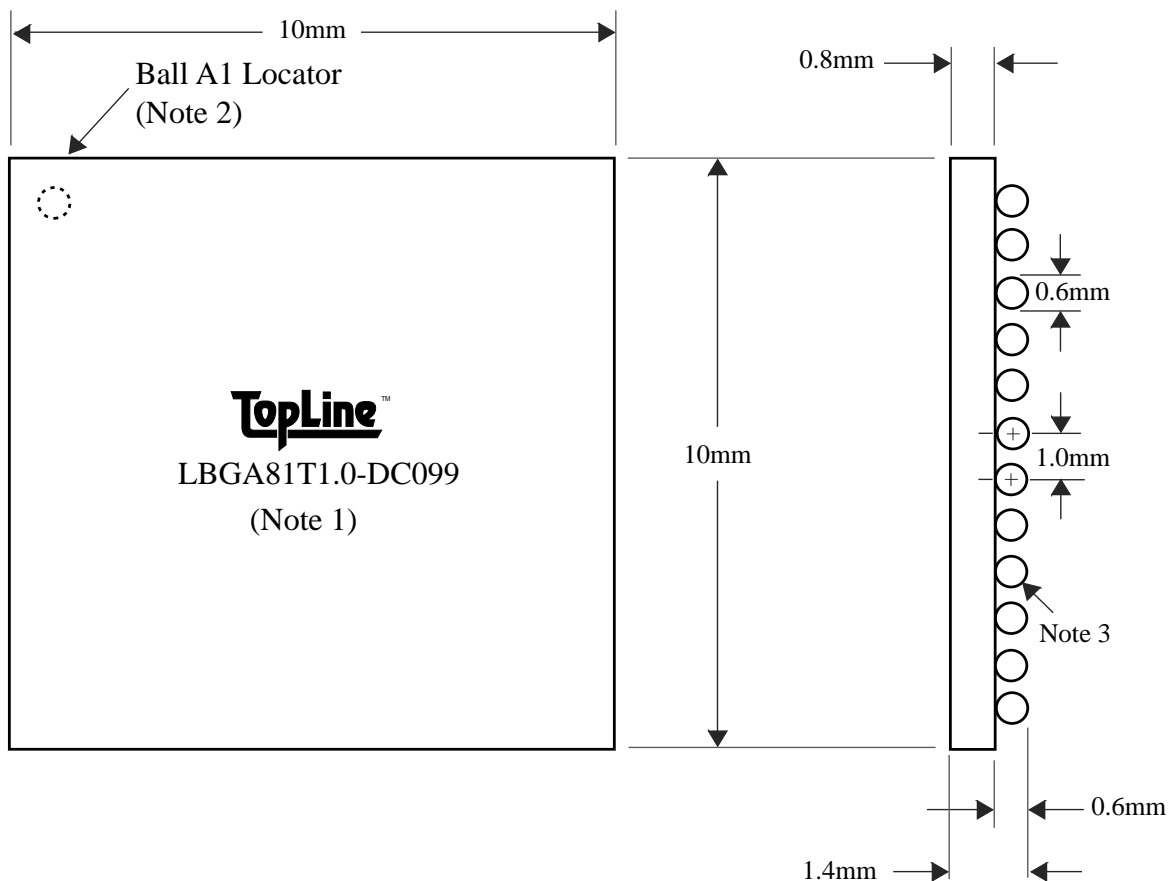 10mm
Ball A1 Locator
(Note 2)
0.8mm
0.6mm
TopLine™
LBGA81T1.0-DC099
(Note 1)
10mm
1.0mm
Note 3
0.6mm
1.4mm